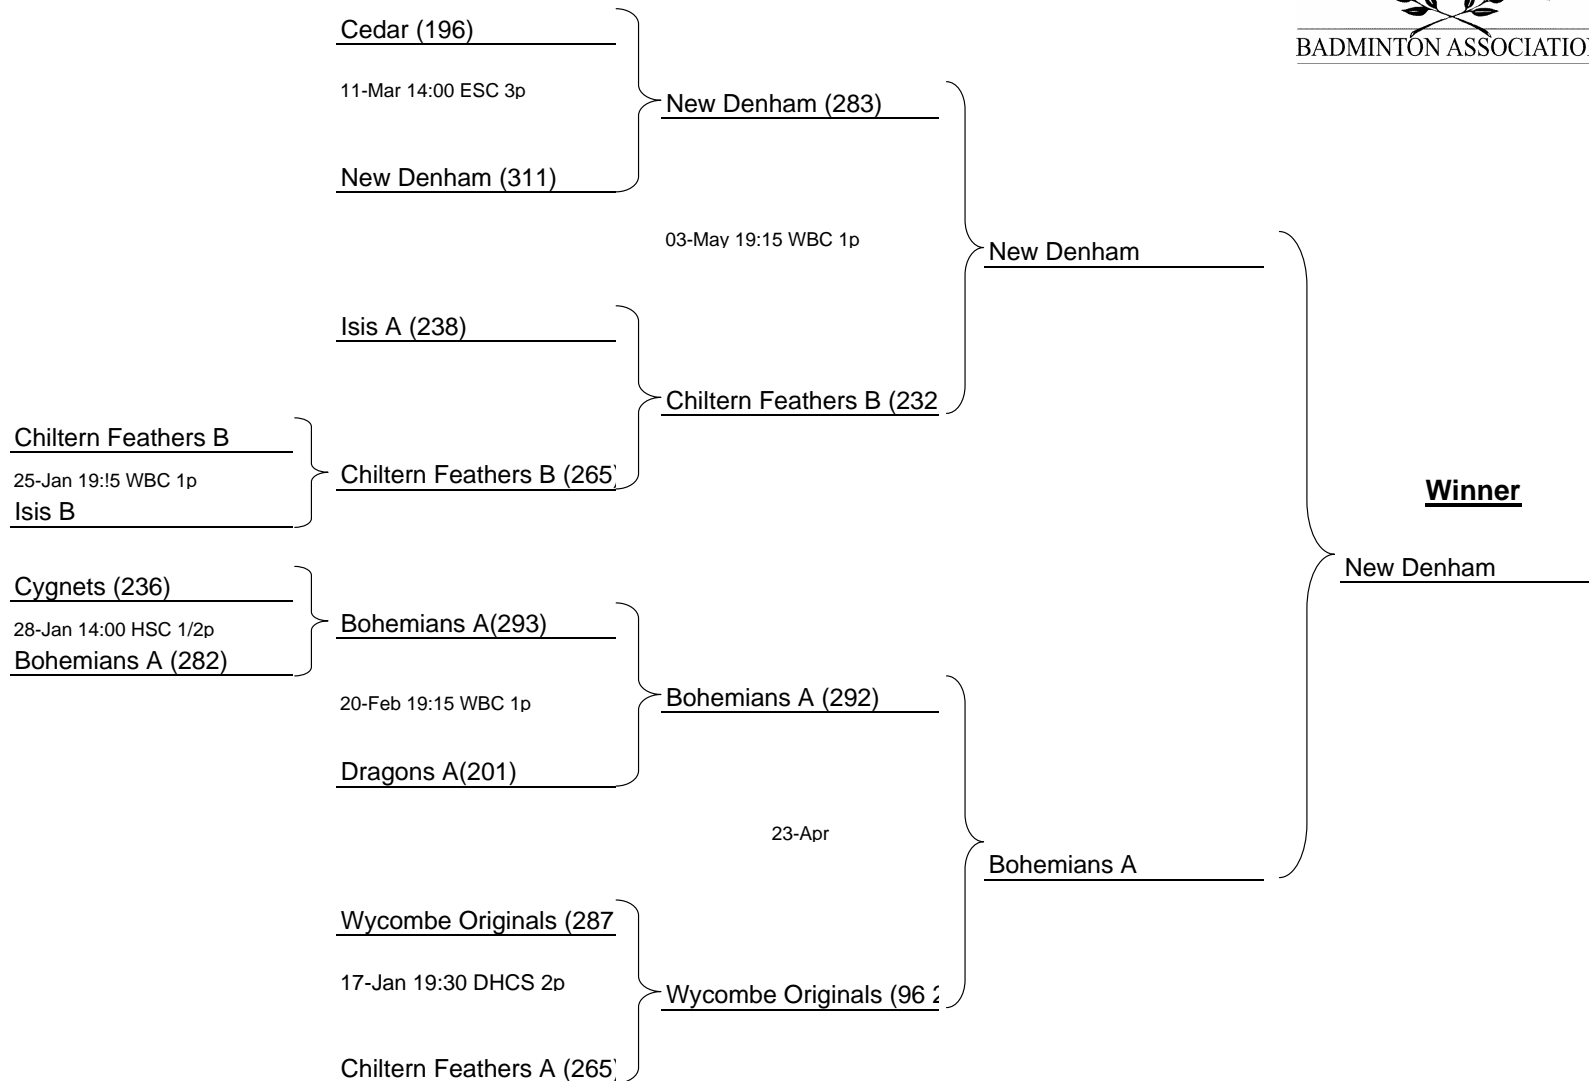 BADMINTON ASSOCIATION
Cedar (196)
11-Mar 14:00 ESC 3p
New Denham (283)
New Denham (311)
03-May 19:15 WBC 1p
New Denham
Isis A (238)
Chiltern Feathers B (232
Chiltern Feathers B
25-Jan 19:!5 WBC 1p
Isis B
Chiltern Feathers B (265)
Winner
New Denham
Cygnets (236)
28-Jan 14:00 HSC 1/2p
Bohemians A (282)
Bohemians A(293)
20-Feb 19:15 WBC 1p
Bohemians A (292)
Dragons A(201)
23-Apr
Bohemians A
Wycombe Originals (287
17-Jan 19:30 DHCS 2p
Wycombe Originals (96
Chiltern Feathers A (265)